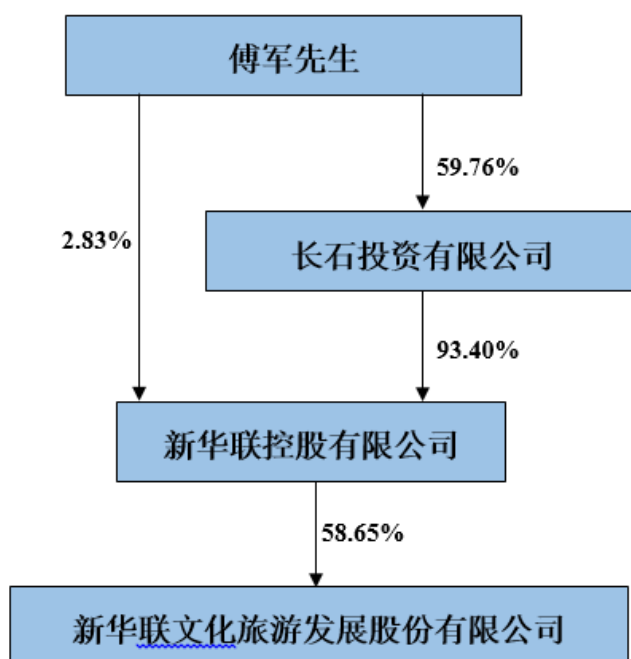 傅军先生
59.76%
2.83%
长石投资有限公司
93.40%
新华联控股有限公司
58.65%
新华联文化旅游发展股份有限公司